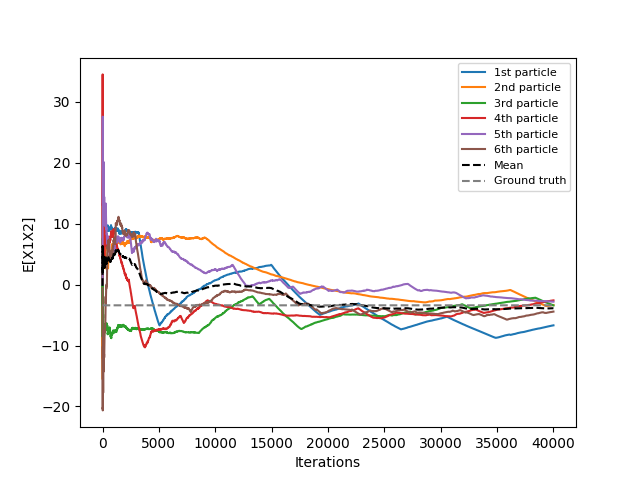 1st particle
2nd particle
3rd particle
4th particle
5th particle
6th particle
Mean
Ground truth
30
20
10
0
−10
−20
E[X1X2]
0 5000 10000 15000 20000 25000 30000 35000 40000
Iterations